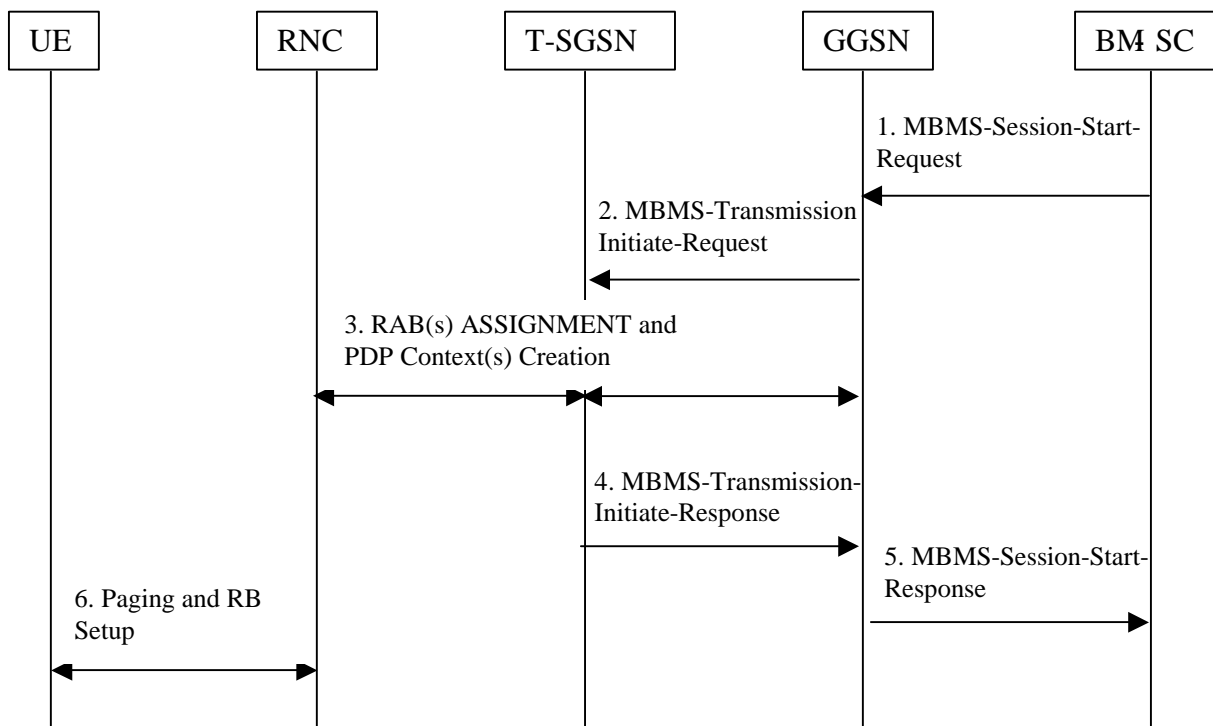 UE
RNC
T-SGSN
GGSN
BM4 SC
1. MBMS-Session-Start-
Request
2. MBMS-Transmission
Initiate-Request
3. RAB(s) ASSIGNMENT and
PDP Context(s) Creation
4. MBMS-Transmission-
Initiate-Response
5. MBMS-Session-Start-
Response
6. Paging and RB
Setup